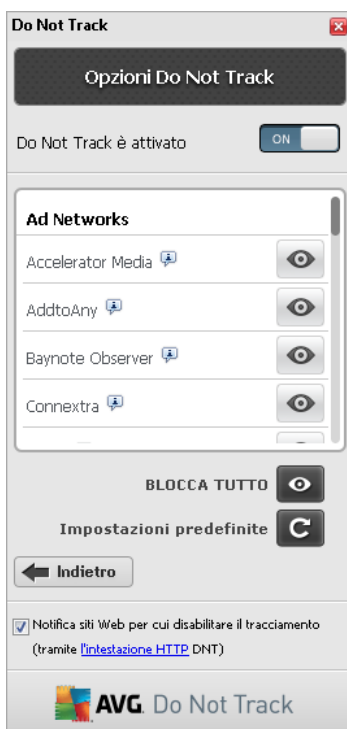 Do Not Track
Opzioni Do Not Track
Do Not Track è attivato
ON
Ad Networks
Accelerator Media
AddtoAny
Baynote Observer
Connextra
BLOCCA TUTTO
Impostazioni predefinite
Indietro
Notifica siti Web per cui disabilitare il tracciamento
(tramite l'intestazione HTTP DNT)
AVG. Do Not Track